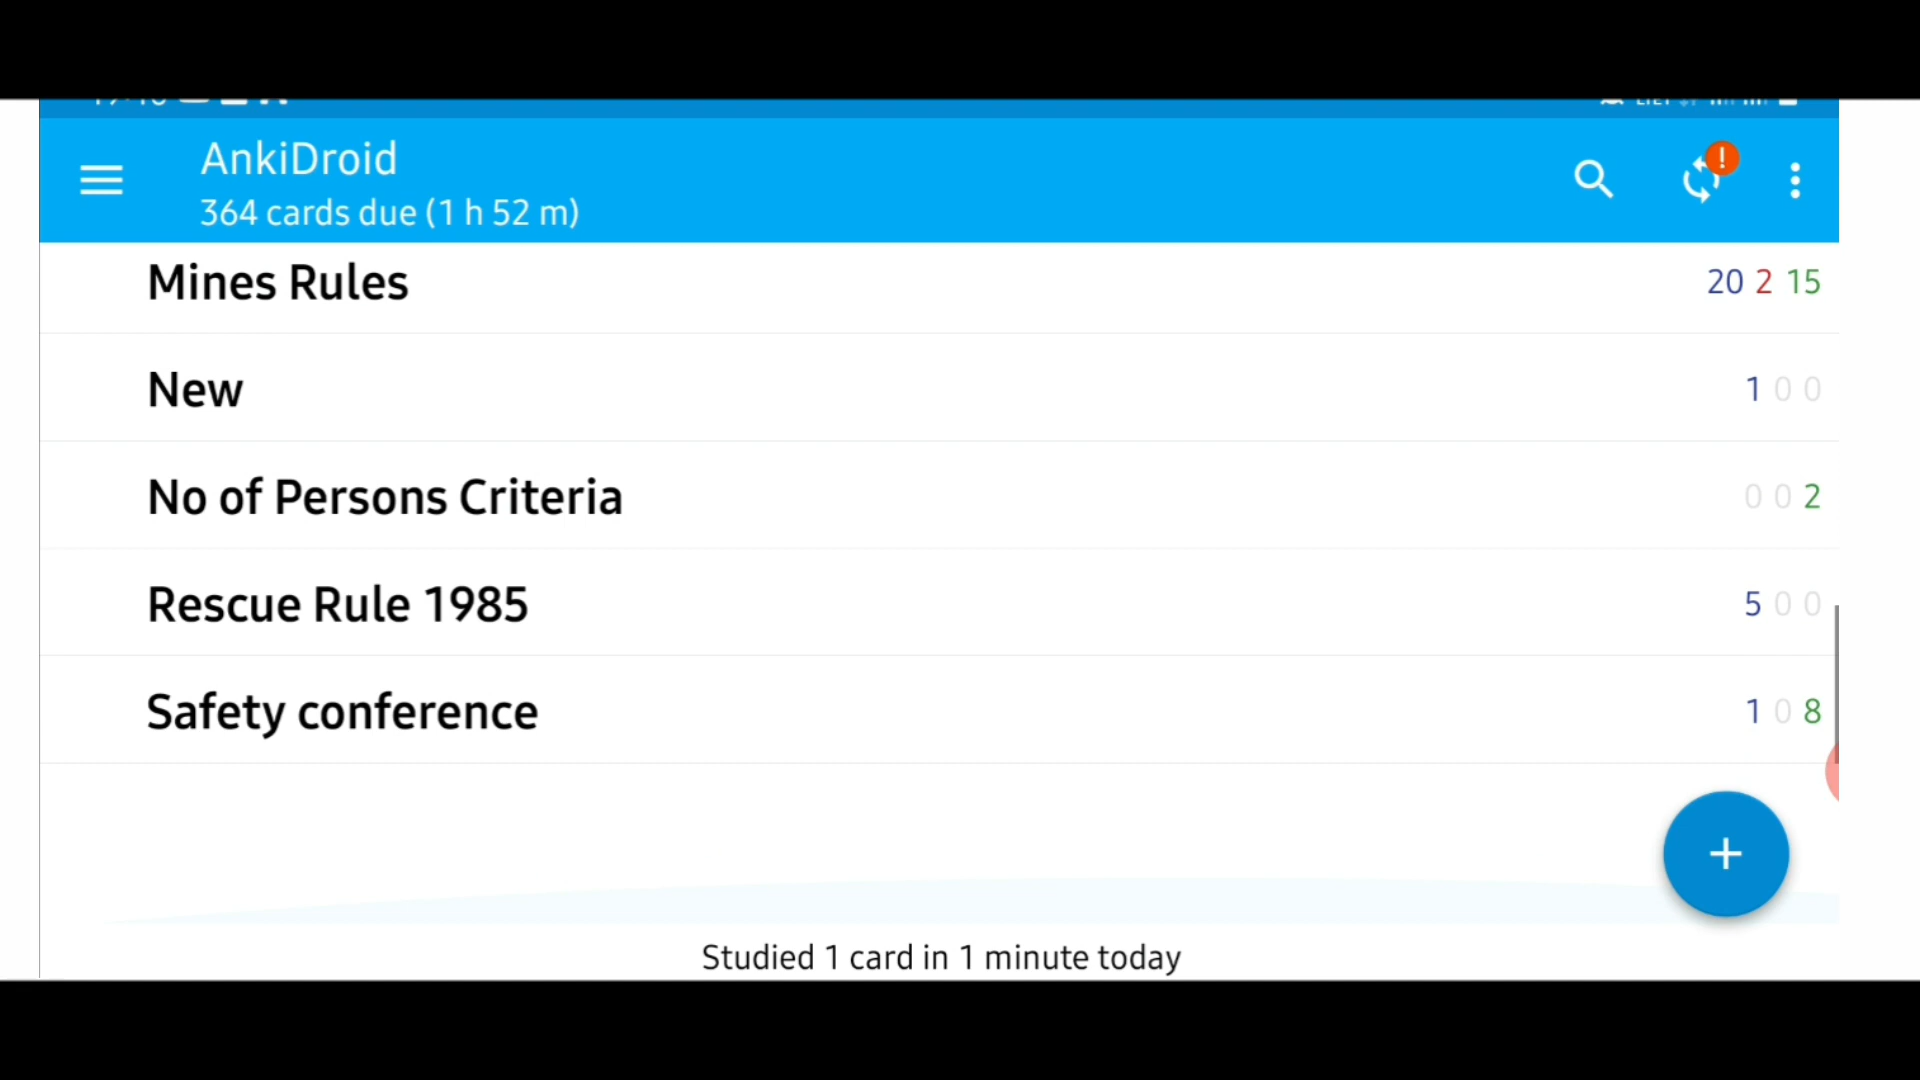 AnkiDroid
364 cards due (1 h 52 m)
Mines Rules 20 2 15
New 1 0 0
No of Persons Criteria 0 0 2
Rescue Rule 1985 5 0 0
Safety conference 1 0 8
Studied 1 card in 1 minute today